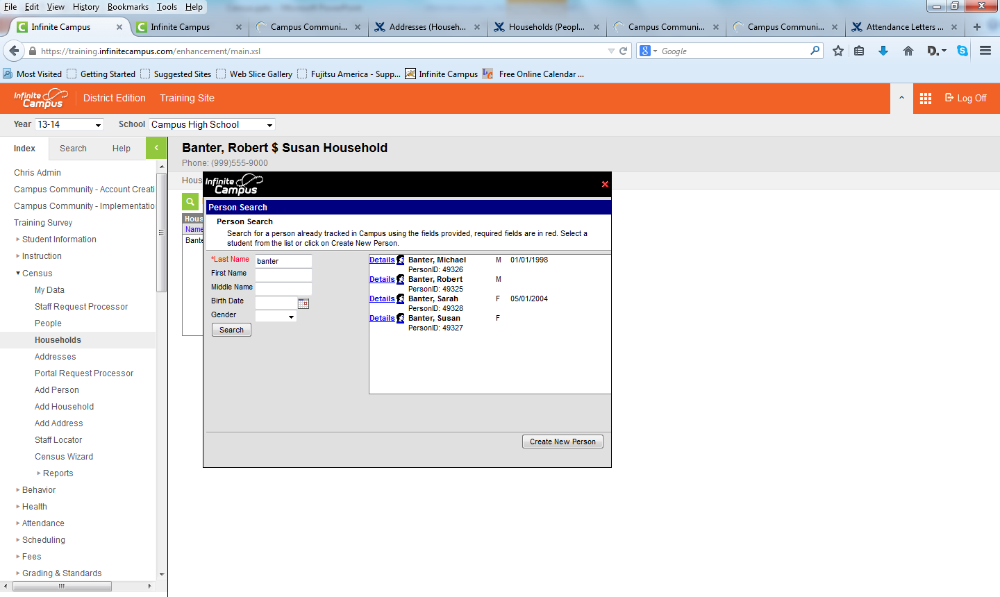 File Edit View History Bookmarks Tools Help
Infinite Campus
Infinite Campus
Campus Communi...
Addresses (Househ...
Households (Peopl...
Campus Communi...
Campus Communi...
Attendance Letters ...
https://training.infinitecampus.com/enhancement/main.xsl
Google
Most Visited Getting Started Suggested Sites Web Slice Gallery Fujitsu America - Supp... Infinite Campus Free Online Calendar ...
Infinite Campus District Edition Training Site Log Off
Year 13-14 School Campus High School
Index Search Help
Banter, Robert $ Susan Household
Phone: (999)555-9000
Chris Admin
Campus Community - Account Creati
Campus Community - Implementatio
Training Survey
Student Information
Instruction
Census
My Data
Staff Request Processor
People
Households
Addresses
Portal Request Processor
Add Person
Add Household
Add Address
Staff Locator
Census Wizard
Reports
Behavior
Health
Attendance
Scheduling
Fees
Grading & Standards
Hous
Hous
Name
Bante
Infinite Campus
Person Search
Person Search
Search for a person already tracked in Campus using the fields provided, required fields are in red. Select a
student from the list or click on Create New Person.
*Last Name banter
First Name
Middle Name
Birth Date
Gender
Search
Details Banter, Michael M 01/01/1998
PersonID: 49326
Details Banter, Robert M
PersonID: 49325
Details Banter, Sarah F 05/01/2004
PersonID: 49328
Details Banter, Susan F
PersonID: 49327
Create New Person